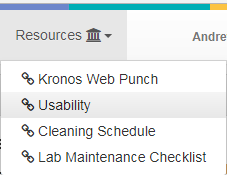 Resources
Andre
Kronos Web Punch
Usability
Cleaning Schedule
Lab Maintenance Checklist